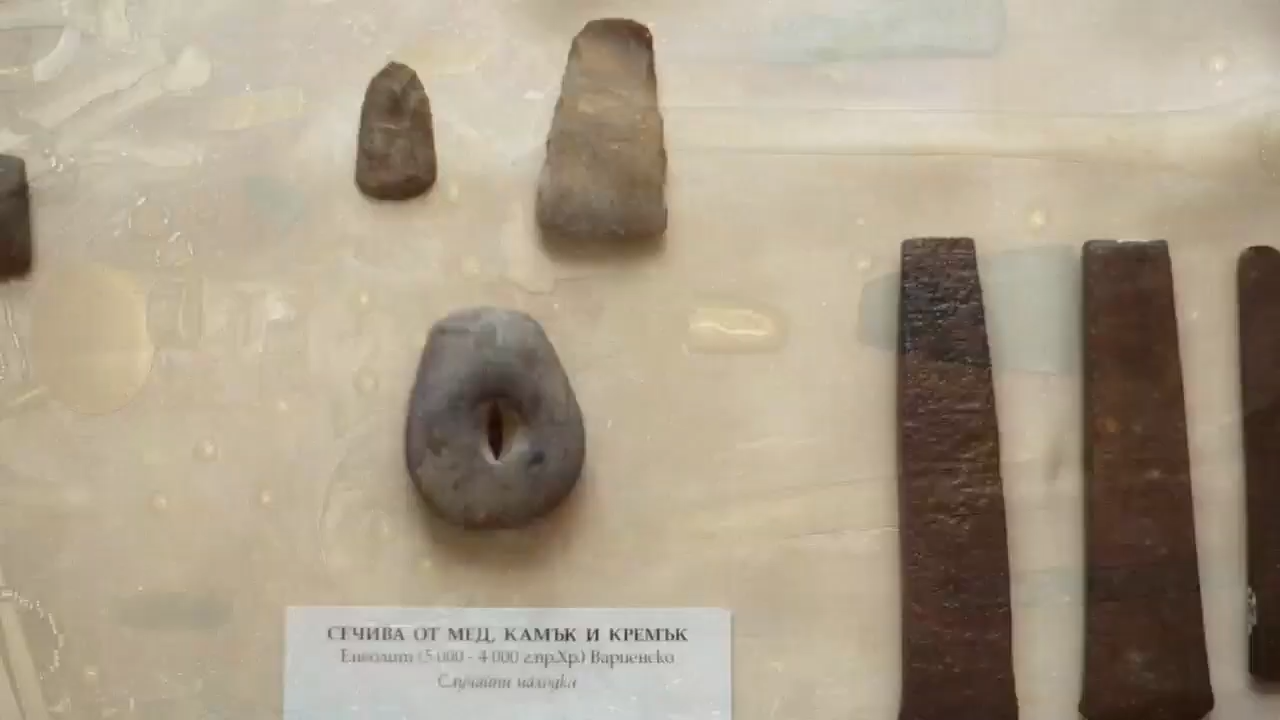 СЕЧИВА ОТ МЕД, КАМЪК И КРЕМЪК
Енеолит (5 000 - 4 000 г.пр.Хр.) Варненско
Случайни находки